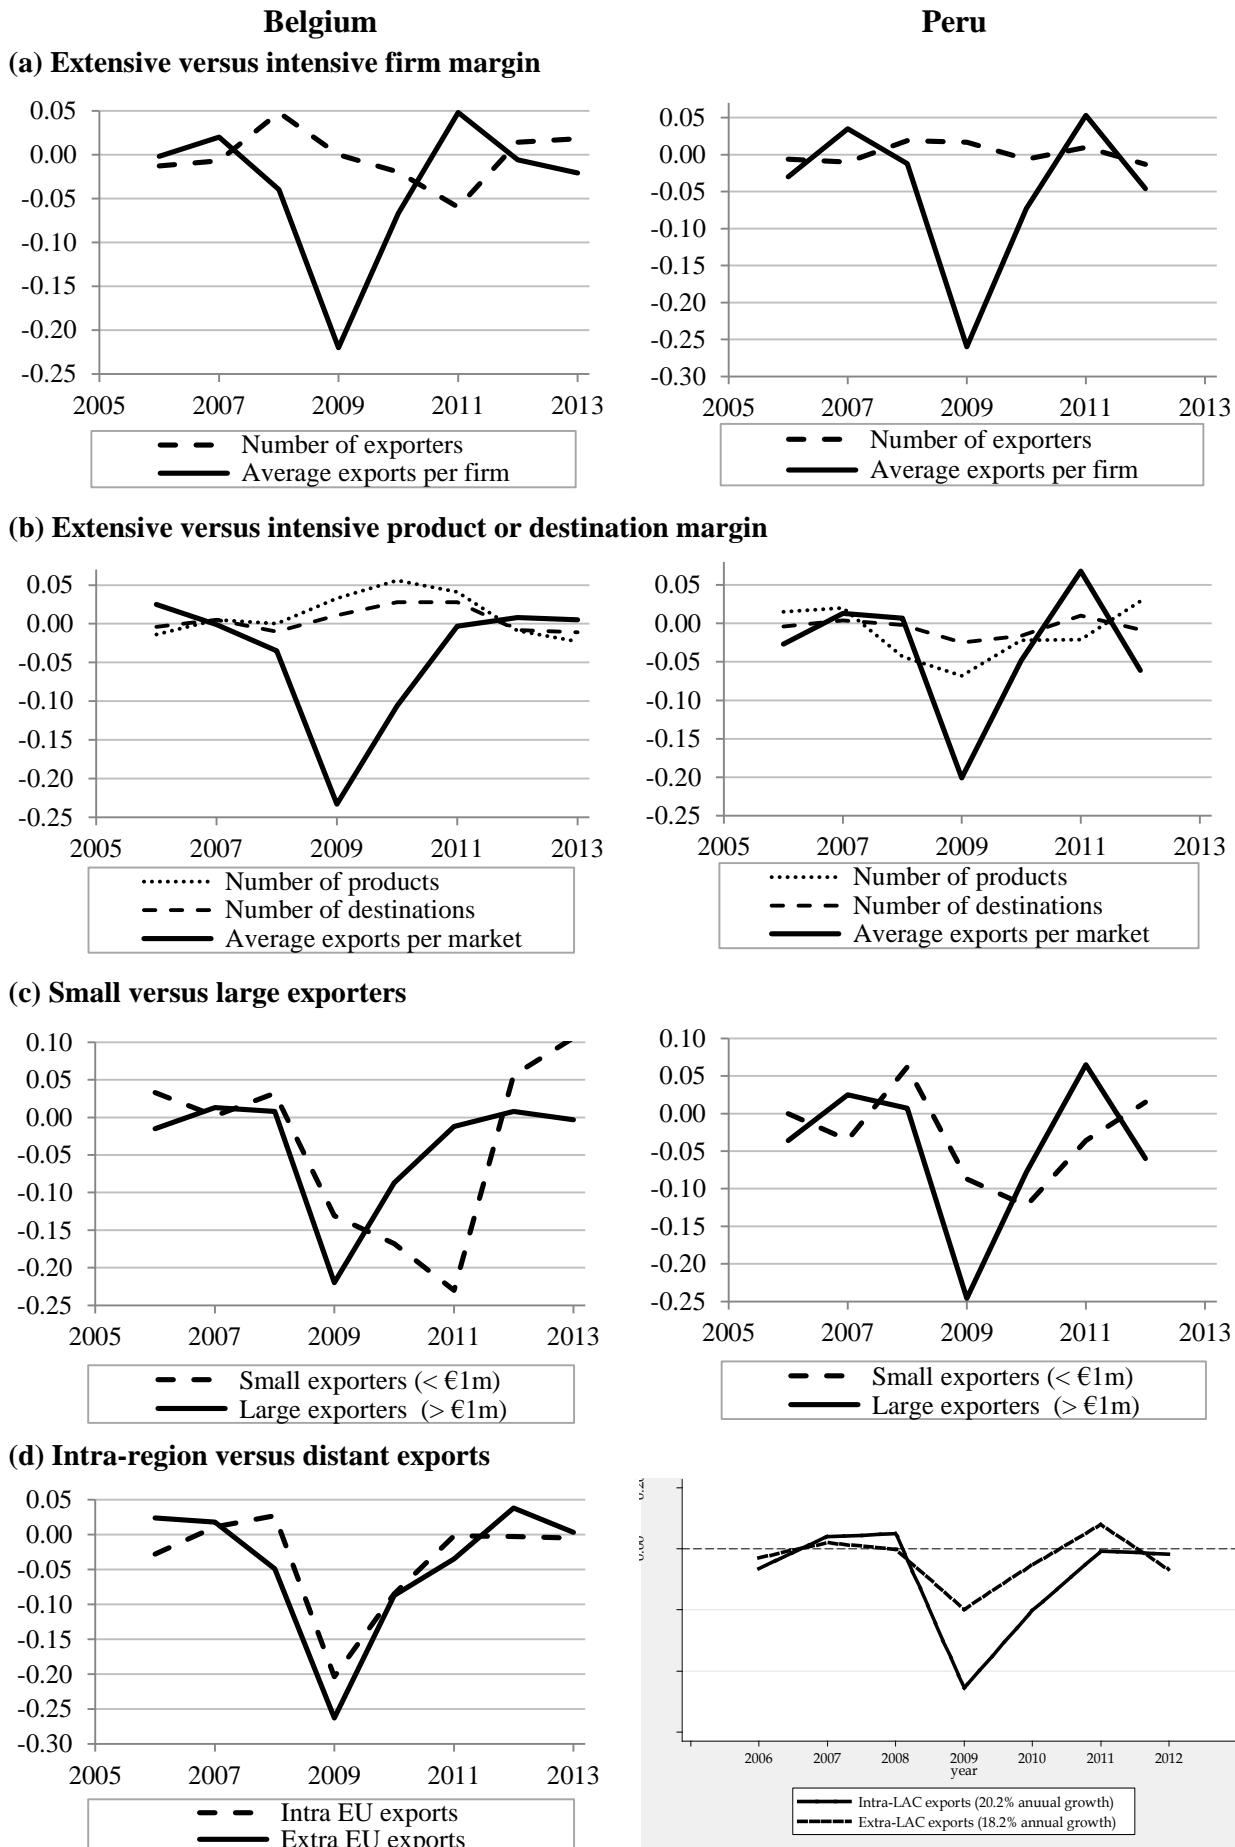 Belgium Peru
(a) Extensive versus intensive firm margin
0.05
0.00
-0.05
-0.10
-0.15
-0.20
-0.25
2005 2007 2009 2011 2013
Number of exporters
Average exports per firm
0.05
0.00
-0.05
-0.10
-0.15
-0.20
-0.25
-0.30
2005 2007 2009 2011 2013
Number of exporters
Average exports per firm
(b) Extensive versus intensive product or destination margin
0.05
0.00
-0.05
-0.10
-0.15
-0.20
-0.25
2005 2007 2009 2011 2013
Number of products
Number of destinations
Average exports per market
0.05
0.00
-0.05
-0.10
-0.15
-0.20
-0.25
2005 2007 2009 2011 2013
Number of products
Number of destinations
Average exports per market
(c) Small versus large exporters
0.10
0.05
0.00
-0.05
-0.10
-0.15
-0.20
-0.25
2005 2007 2009 2011 2013
Small exporters (< €1m)
Large exporters (> €1m)
0.10
0.05
0.00
-0.05
-0.10
-0.15
-0.20
-0.25
2005 2007 2009 2011 2013
Small exporters (< €1m)
Large exporters (> €1m)
(d) Intra-region versus distant exports
0.05
0.00
-0.05
-0.10
-0.15
-0.20
-0.25
-0.30
2005 2007 2009 2011 2013
Intra EU exports
Extra EU exports
0.00
2006 2007 2008 2009 2010 2011 2012
year
Intra-LAC exports (20.2% anuual growth)
Extra-LAC exports (18.2% annual growth)